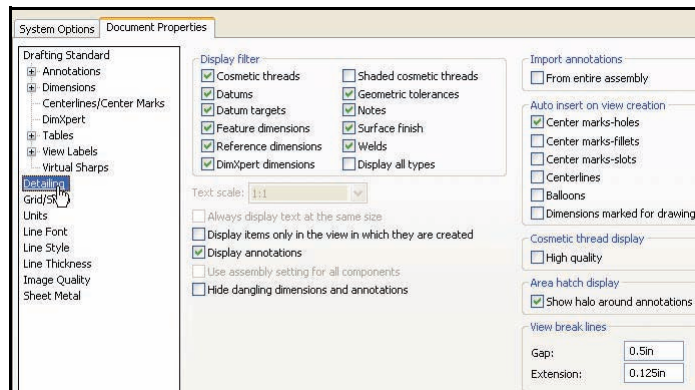 System Options
Document Properties
Drafting Standard
Annotations
Dimensions
Centerlines/Center Marks
DimXpert
Tables
View Labels
Virtual Sharps
Detailing
Units
Line Font
Line Style
Line Thickness
Image Quality
Sheet Metal
Display filter
Cosmetic threads
Shaded cosmetic threads
Datums
Geometric tolerances
Datum targets
Notes
Feature dimensions
Surface finish
Reference dimensions
Welds
DimXpert dimensions
Display all types
Text scale: 1:1
Always display text at the same size
Display items only in the view in which they are created
Display annotations
Use assembly setting for all components
Hide dangling dimensions and annotations
Import annotations
From entire assembly
Auto insert on view creation
Center marks-holes
Center marks-fillets
Center marks-slots
Centerlines
Balloons
Dimensions marked for drawing
Cosmetic thread display
High quality
Area hatch display
Show halo around annotations
View break lines
Gap: 0.5in
Extension: 0.125in